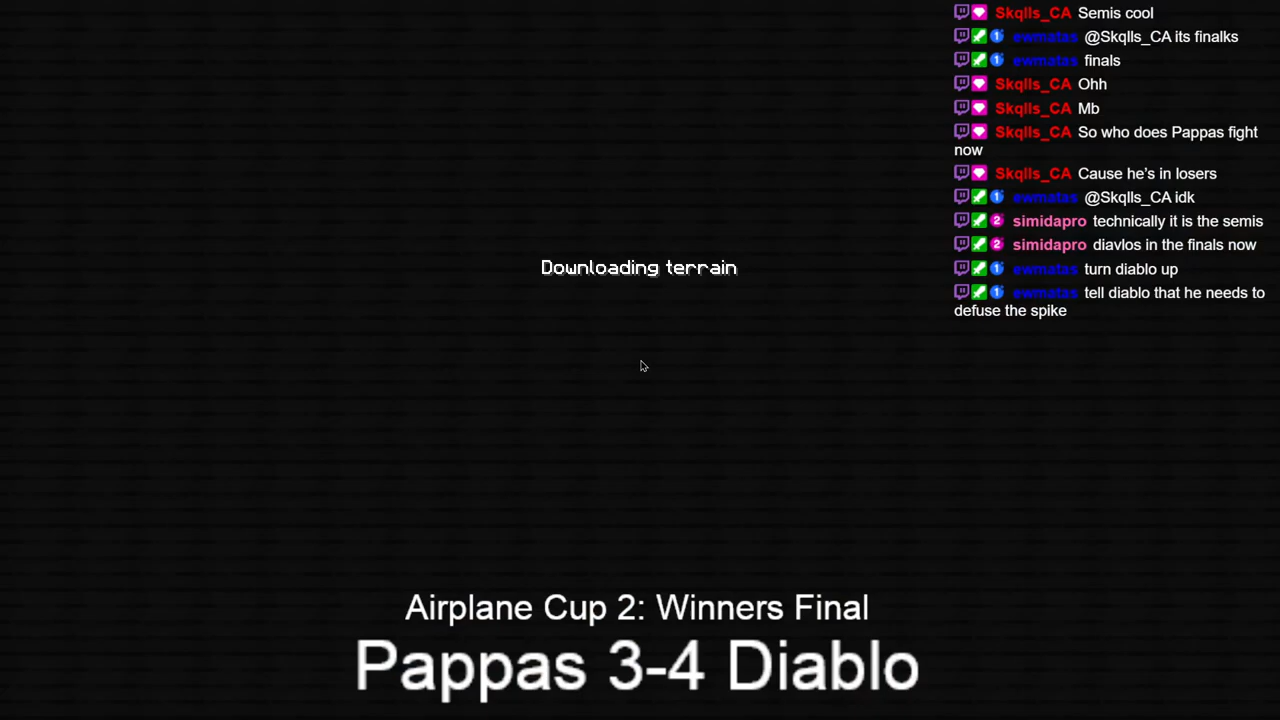 Skqlls_CA Semis cool
ewmatas @Skqlls_CA its finalks
ewmatas finals
Skqlls_CA Ohh
Skqlls_CA Mb
Skqlls_CA So who does Pappas fight
now
Skqlls_CA Cause he's in losers
ewmatas @Skqlls_CA idk
simidapro technically it is the semis
simidapro diavlos in the finals now
ewmatas turn diablo up
ewmatas tell diablo that he needs to
defuse the spike
Downloading terrain
Airplane Cup 2: Winners Final
Pappas 3-4 Diablo